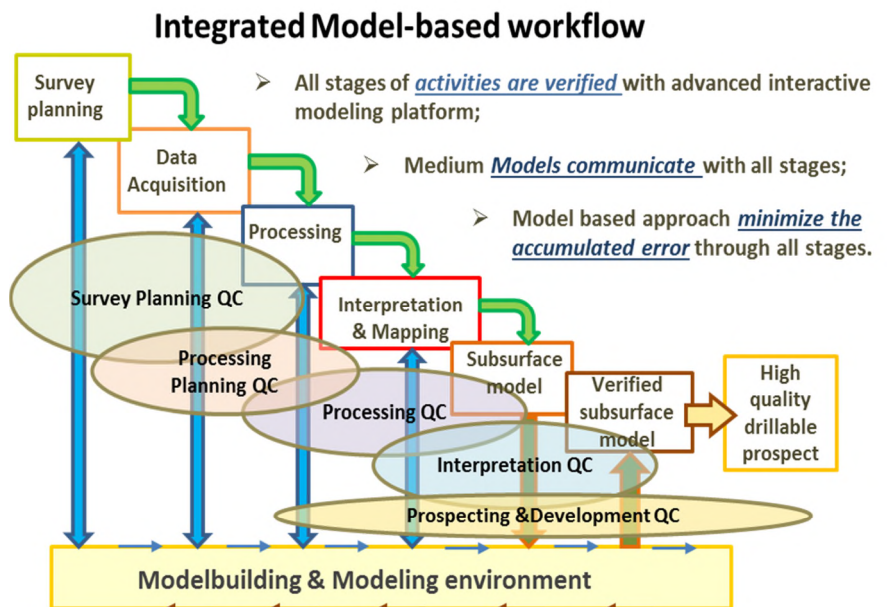 Integrated Model-based workflow
Survey
planning
➢ All stages of activities are verified with advanced interactive
modeling platform;
Data
Acquisition
➢ Medium Models communicate with all stages;
Processing
➢ Model based approach minimize the
accumulated error through all stages.
Survey Planning QC
Interpretation
& Mapping
Processing
Planning QC
Subsurface
model
Verified
subsurface
model
High
quality
drillable
prospect
Processing QC
Interpretation QC
Prospecting &Development QC
Modelbuilding & Modeling environment